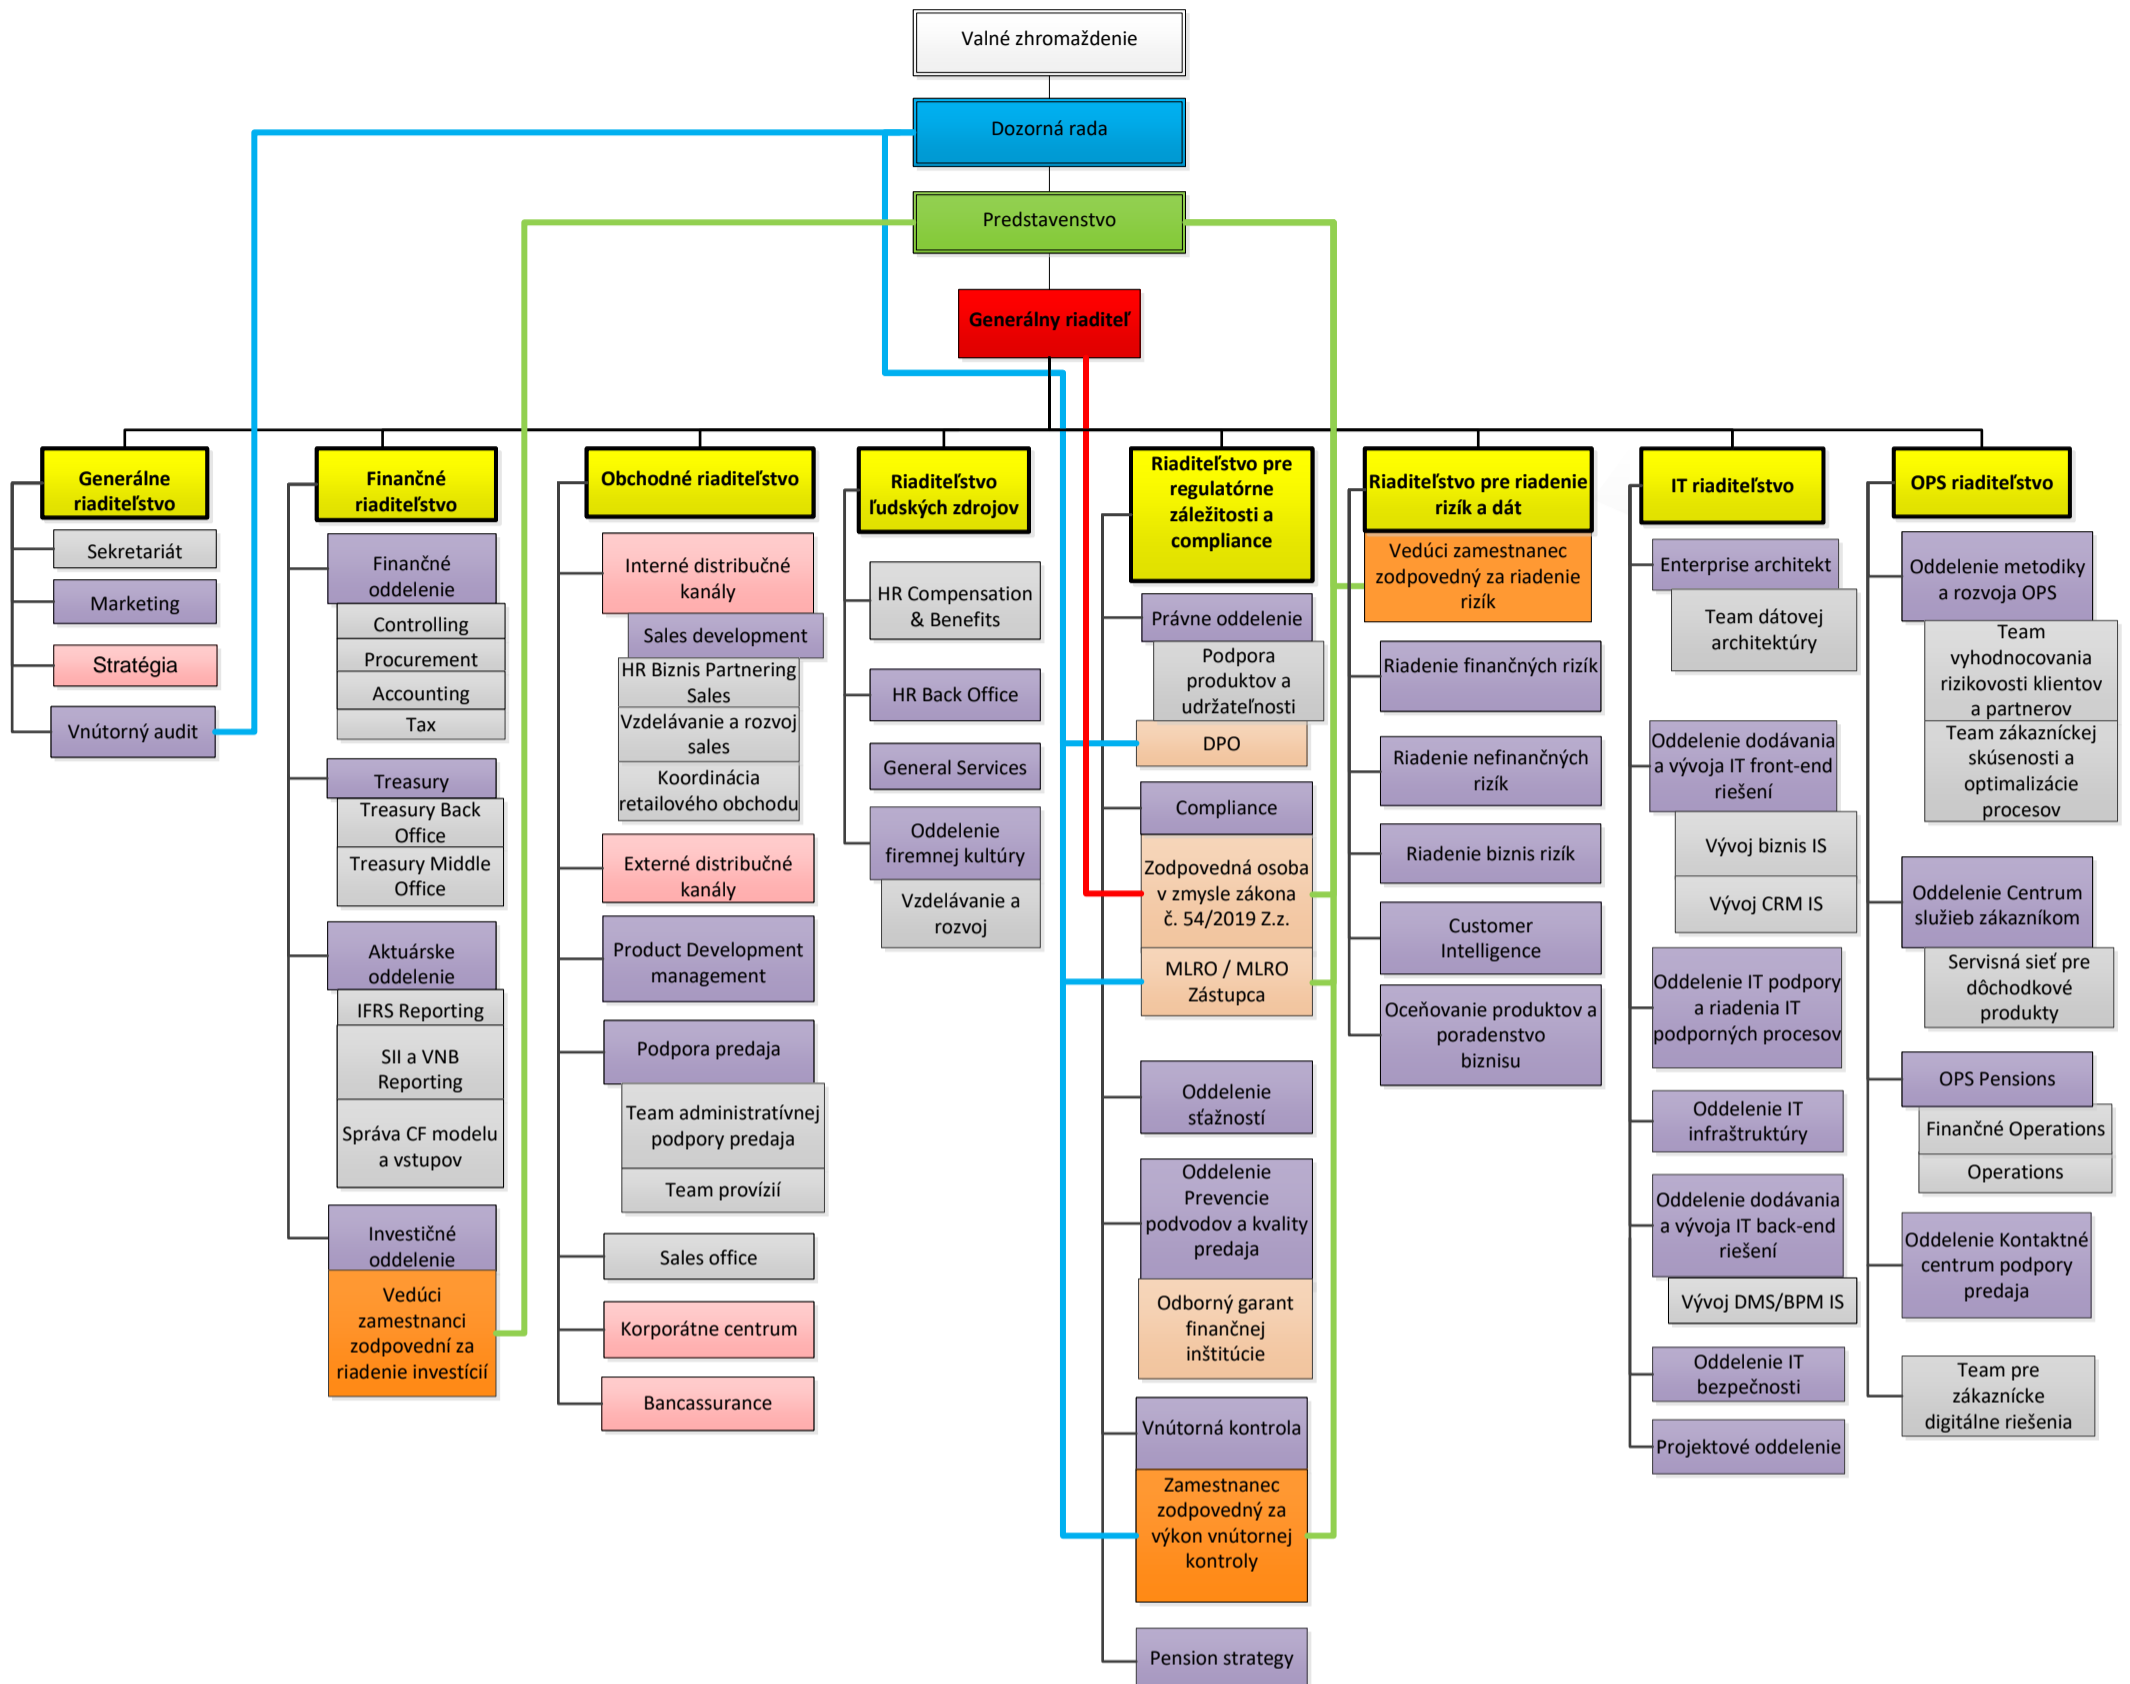 Valné zhromaždenie
Dozorná rada
Predstavenstvo
Generálny riaditeľ
Generálne
riaditeľstvo
Sekretariát
Marketing
Stratégia
Vnútorný audit
Finančné
riaditeľstvo
Finančné
oddelenie
Controlling
Procurement
Accounting
Tax
Treasury
Treasury Back
Office
Treasury Middle
Office
Aktuárske
oddelenie
IFRS Reporting
SII a VNB
Reporting
Správa CF modelu
a vstupov
Investičné
oddelenie
Vedúci
zamestnanci
zodpovední za
riadenie investícií
Obchodné riaditeľstvo
Interné distribučné
kanály
Sales development
HR Biznis Partnering
Sales
Vzdelávanie a rozvoj
sales
Koordinácia
retailového obchodu
Externé distribučné
kanály
Product Development
management
Podpora predaja
Team administratívnej
podpory predaja
Team provízií
Sales office
Korporátne centrum
Bancassurance
Riaditeľstvo
ľudských zdrojov
HR Compensation
& Benefits
HR Back Office
General Services
Oddelenie
firemnej kultúry
Vzdelávanie a
rozvoj
Riaditeľstvo pre
regulatórne
záležitosti a
compliance
Právne oddelenie
Podpora
produktov a
udržateľnosti
DPO
Compliance
Zodpovedná osoba
v zmysle zákona
č. 54/2019 Z.z.
MLRO / MLRO
Zástupca
Oddelenie
sťažností
Oddelenie
Prevencie
podvodov a kvality
predaja
Odborný garant
finančnej
inštitúcie
Vnútorná kontrola
Zamestnanec
zodpovedný za
výkon vnútornej
kontroly
Pension strategy
Riaditeľstvo pre riadenie
rizík a dát
Vedúci zamestnanec
zodpovedný za riadenie
rizík
Riadenie finančných rizík
Riadenie nefinančných
rizík
Riadenie biznis rizík
Customer
Intelligence
Oceňovanie produktov a
poradenstvo
biznisu
IT riaditeľstvo
Enterprise architekt
Team dátovej
architektúry
Oddelenie dodávania
a vývoja IT front-end
riešení
Vývoj biznis IS
Vývoj CRM IS
Oddelenie IT podpory
a riadenia IT
podporných procesov
Oddelenie IT
infraštruktúry
Oddelenie dodávania
a vývoja IT back-end
riešení
Vývoj DMS/BPM IS
Oddelenie IT
bezpečnosti
Projektové oddelenie
OPS riaditeľstvo
Oddelenie metodiky
a rozvoja OPS
Team
vyhodnocovania
rizikovosti klientov
a partnerov
Team zákazníckej
skúsenosti a
optimalizácie
procesov
Oddelenie Centrum
služieb zákazníkom
Servisná sieť pre
dôchodkové
produkty
OPS Pensions
Finančné Operations
Operations
Oddelenie Kontaktné
centrum podpory
predaja
Team pre
zákaznícke
digitálne riešenia